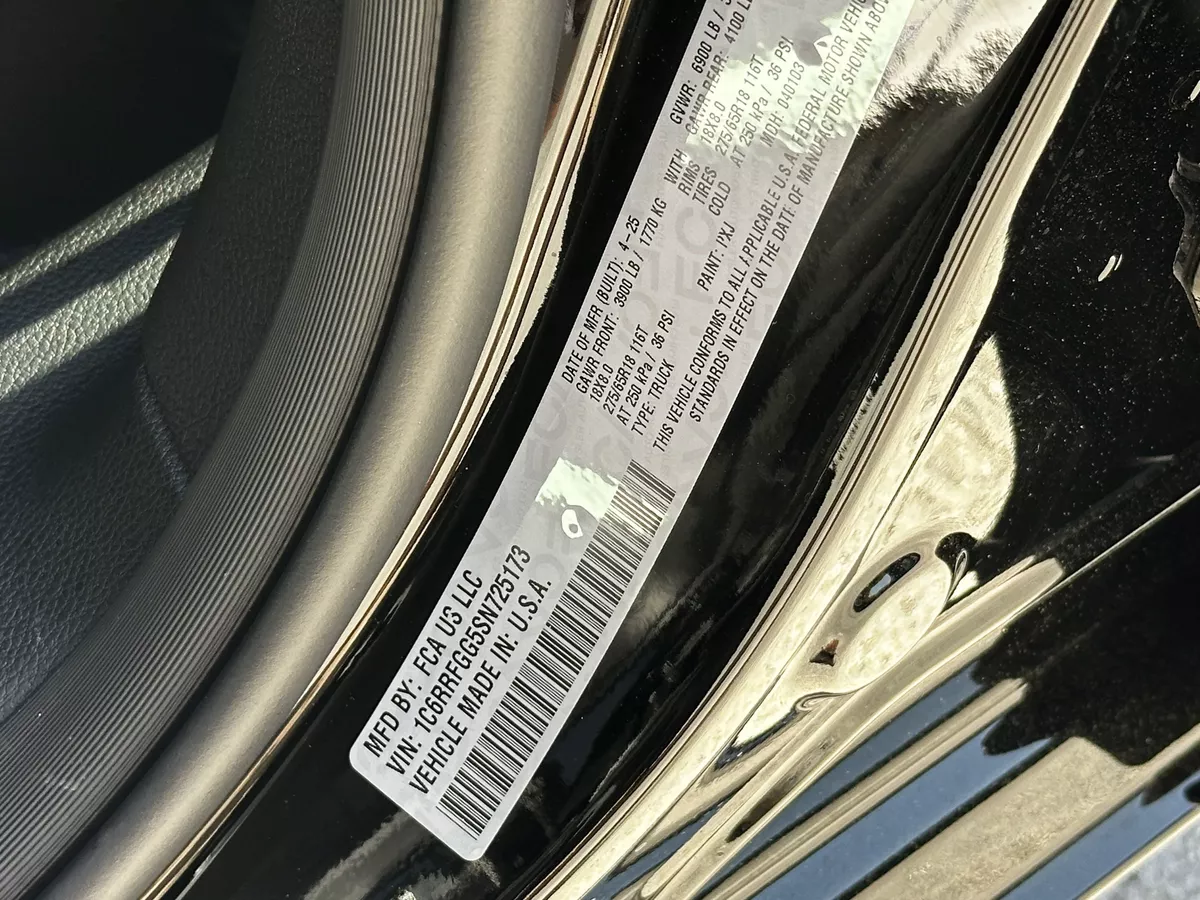 MFD BY: FCA US LLC
VIN: 1C6RRFGG5SN725173
VEHICLE MADE IN: U.S.A.
DATE OF MFR (BUILT): 4-25
GVWR: 6900 LB /
GAWR FRONT: 3900 LB / 1770 KG WITH
GAWR REAR: 4100 LB
18X8.0 RIMS 18X8.0
275/65R18 116T TIRES 275/65R18 116T
AT 250 kPa / 36 PSI COLD AT 250 kPa / 36 PSI
TYPE: TRUCK PAINT: PXJ MDH: 040103
THIS VEHICLE CONFORMS TO ALL APPLICABLE U.S.A. FEDERAL MOTOR
STANDARDS IN EFFECT ON THE DATE OF MANUFACTURE SHOWN